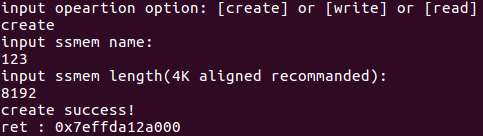 input opeartion option: [create] or [write] or [read]
create
input ssmem name:
123
input ssmem length(4K aligned recommanded):
8192
create success!
ret : 0x7effda12a000